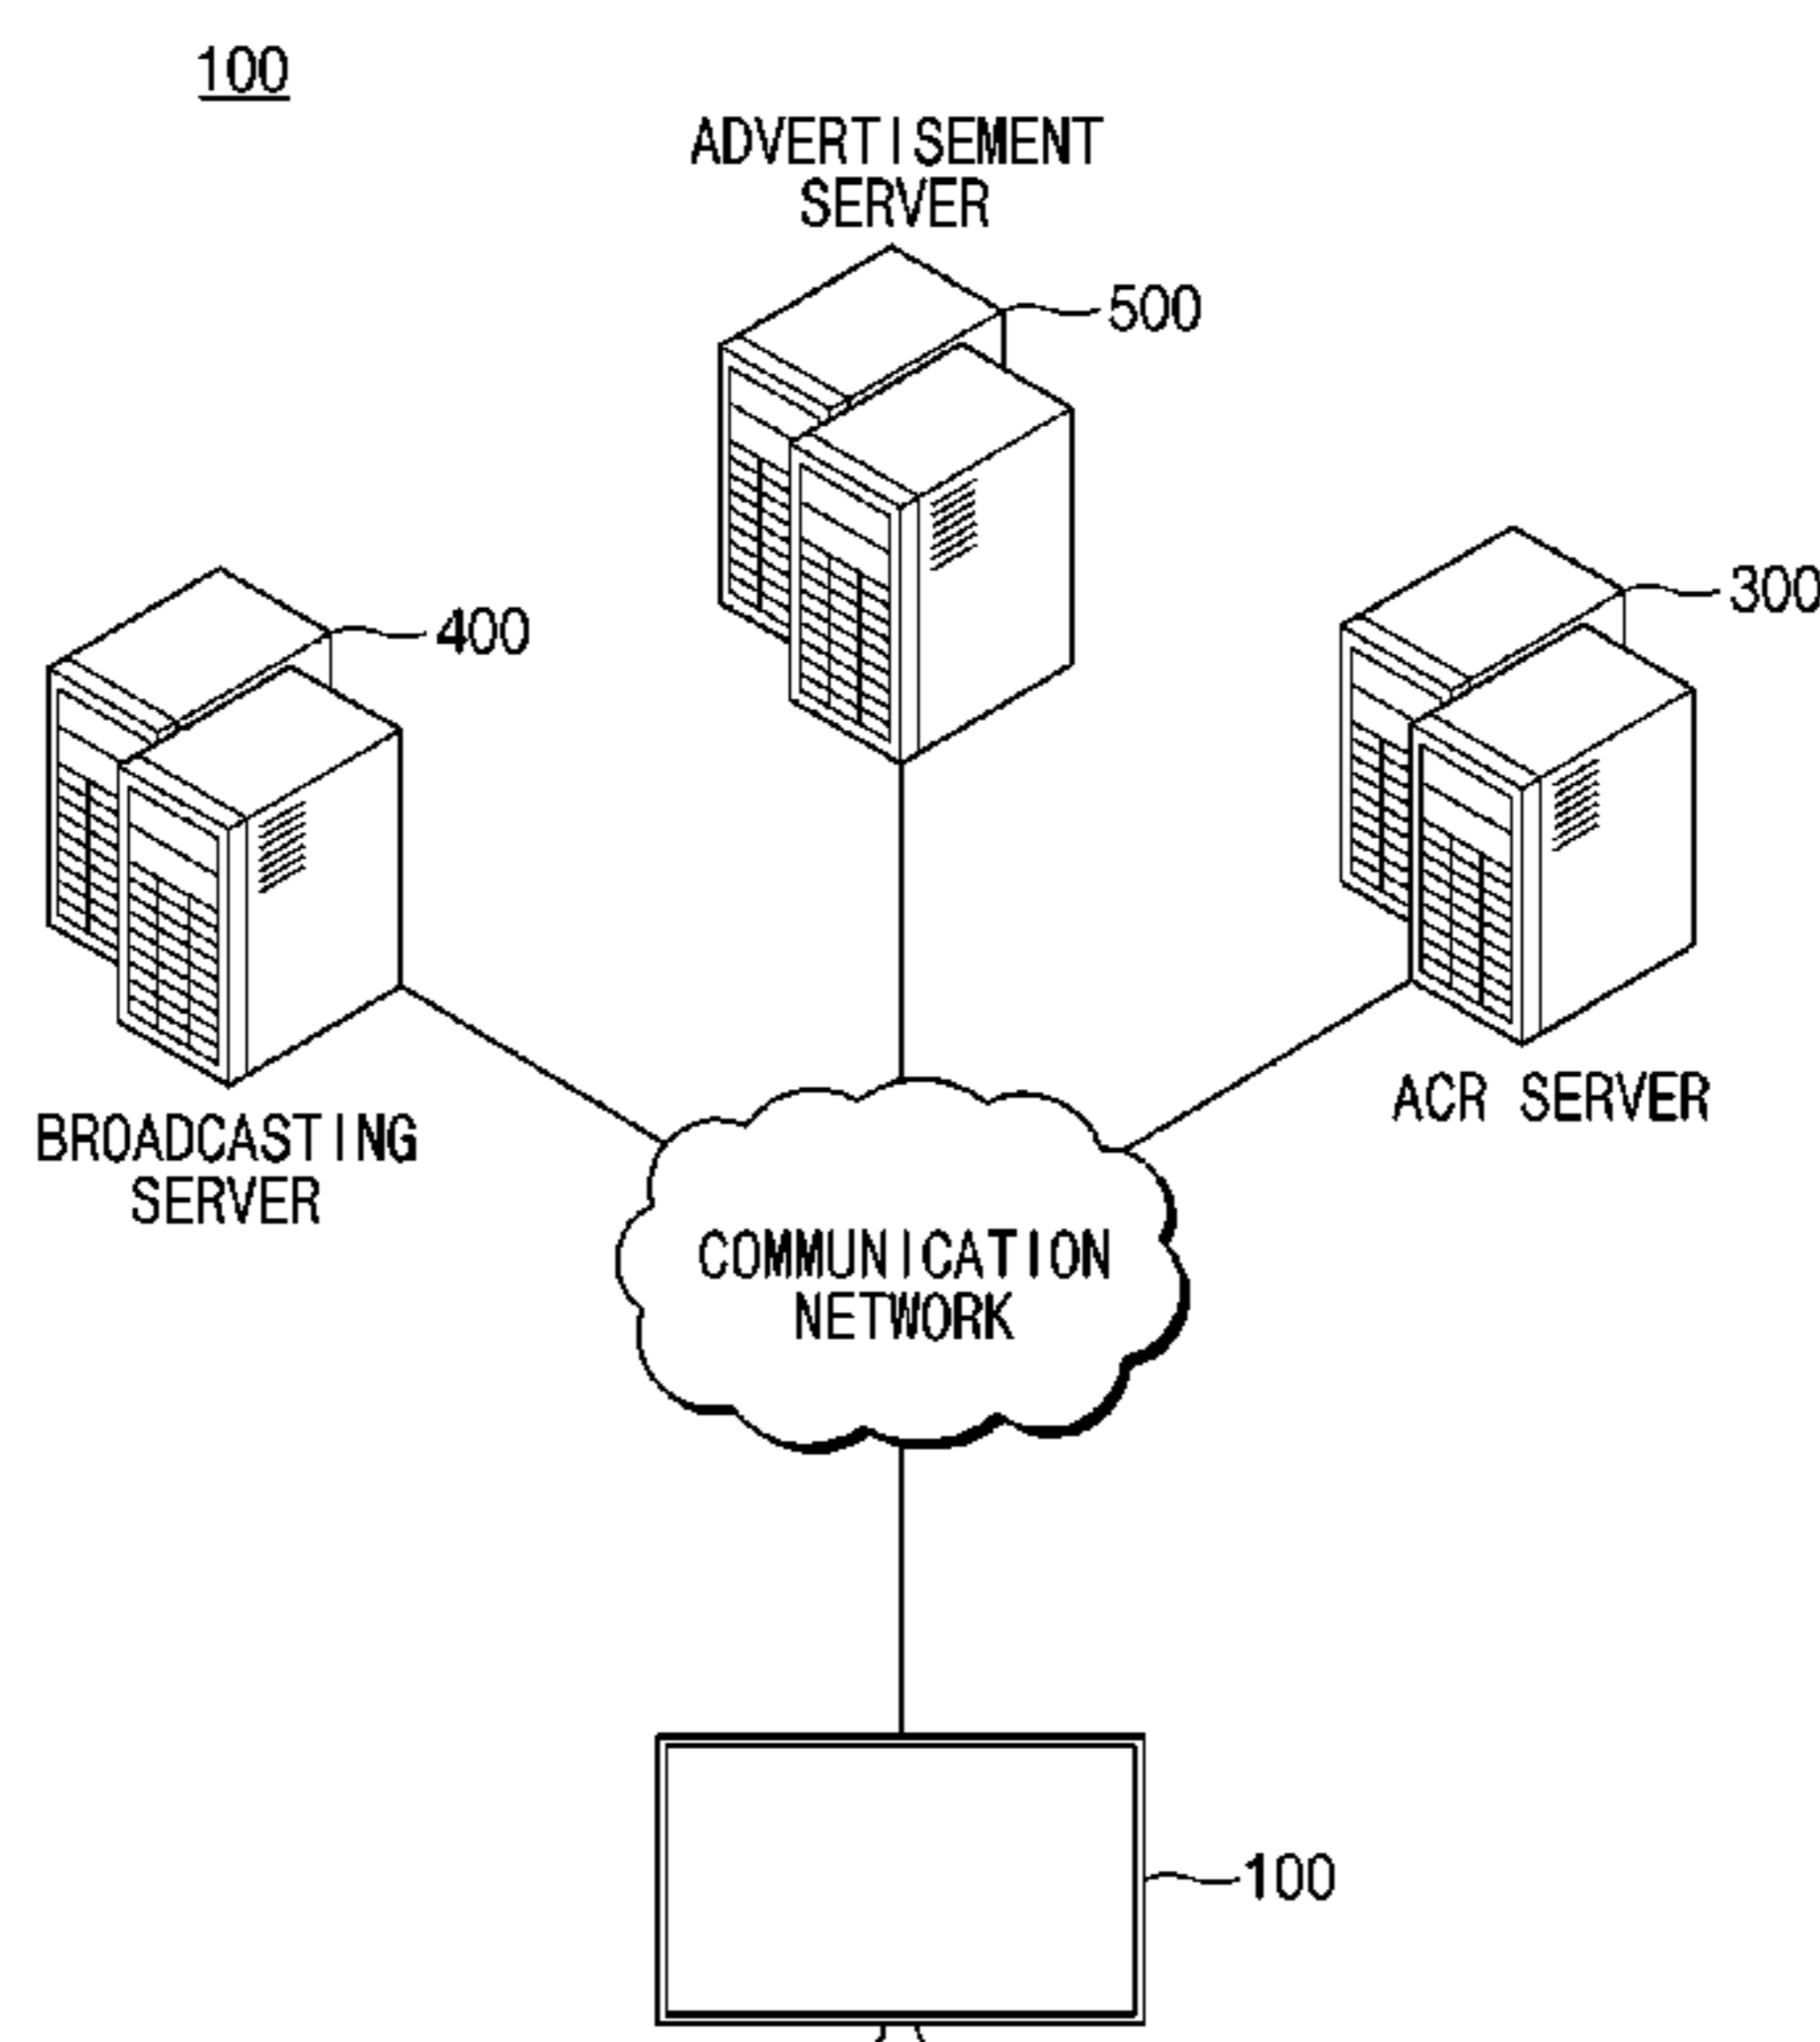 100
ADVERTISEMENT
SERVER
500
400
300
BROADCASTING
SERVER
ACR SERVER
COMMUNICATION
NETWORK
100